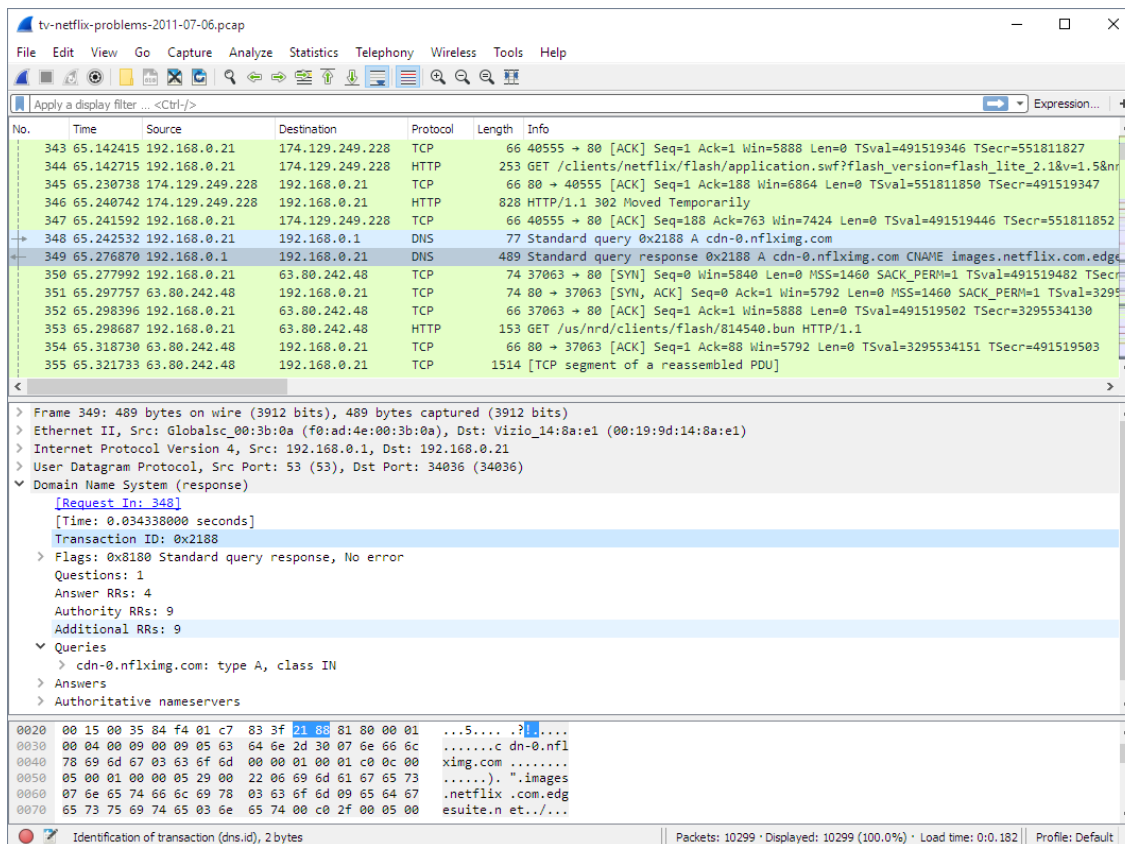 tv-netflix-problems-2011-07-06.pcap
File Edit View Go Capture Analyze Statistics Telephony Wireless Tools Help
Apply a display filter ... <Ctrl-/> Expression... +
No. Time Source Destination Protocol Length Info
343 65.142415 192.168.0.21 174.129.249.228 TCP 66 40555 → 80 [ACK] Seq=1 Ack=1 Win=5888 Len=0 TSval=491519346 TSecr=551811827
344 65.142715 192.168.0.21 174.129.249.228 HTTP 253 GET /clients/netflix/flash/application.swf?flash_version=flash_lite_2.1&v=1.5&nr
345 65.230738 174.129.249.228 192.168.0.21 TCP 66 80 → 40555 [ACK] Seq=1 Ack=188 Win=6864 Len=0 TSval=551811850 TSecr=491519347
346 65.240742 174.129.249.228 192.168.0.21 HTTP 828 HTTP/1.1 302 Moved Temporarily
347 65.241592 192.168.0.21 174.129.249.228 TCP 66 40555 → 80 [ACK] Seq=188 Ack=763 Win=7424 Len=0 TSval=491519446 TSecr=551811852
348 65.242532 192.168.0.21 192.168.0.1 DNS 77 Standard query 0x2188 A cdn-0.nflximg.com
349 65.276870 192.168.0.1 192.168.0.21 DNS 489 Standard query response 0x2188 A cdn-0.nflximg.com CNAME images.netflix.com.edge
350 65.277992 192.168.0.21 63.80.242.48 TCP 74 37063 → 80 [SYN] Seq=0 Win=5840 Len=0 MSS=1460 SACK_PERM=1 TSval=491519482 TSecr
351 65.297757 63.80.242.48 192.168.0.21 TCP 74 80 → 37063 [SYN, ACK] Seq=0 Ack=1 Win=5792 Len=0 MSS=1460 SACK_PERM=1 TSval=3295
352 65.298396 192.168.0.21 63.80.242.48 TCP 66 37063 → 80 [ACK] Seq=1 Ack=1 Win=5888 Len=0 TSval=491519502 TSecr=3295534130
353 65.298687 192.168.0.21 63.80.242.48 HTTP 153 GET /us/nrd/clients/flash/814540.bun HTTP/1.1
354 65.318730 63.80.242.48 192.168.0.21 TCP 66 80 → 37063 [ACK] Seq=1 Ack=88 Win=5792 Len=0 TSval=3295534151 TSecr=491519503
355 65.321733 63.80.242.48 192.168.0.21 TCP 1514 [TCP segment of a reassembled PDU]
Frame 349: 489 bytes on wire (3912 bits), 489 bytes captured (3912 bits)
Ethernet II, Src: Globalsc_00:3b:0a (f0:ad:4e:00:3b:0a), Dst: Vizio_14:8a:e1 (00:19:9d:14:8a:e1)
Internet Protocol Version 4, Src: 192.168.0.1, Dst: 192.168.0.21
User Datagram Protocol, Src Port: 53 (53), Dst Port: 34036 (34036)
Domain Name System (response)
[Request In: 348]
[Time: 0.034338000 seconds]
Transaction ID: 0x2188
Flags: 0x8180 Standard query response, No error
Questions: 1
Answer RRs: 4
Authority RRs: 9
Additional RRs: 9
Queries
cdn-0.nflximg.com: type A, class IN
Answers
Authoritative nameservers
0020 00 15 00 35 84 f4 01 c7 83 3f 21 88 81 80 00 01 ...5.... .?!.....
0030 00 04 00 09 00 09 05 63 64 6e 2d 30 07 6e 66 6c .......c dn-0.nfl
0040 78 69 6d 67 03 63 6f 6d 00 00 01 00 01 c0 0c 00 ximg.com ........
0050 05 00 01 00 00 05 29 00 22 06 69 6d 61 67 65 73 ......). ".images
0060 07 6e 65 74 66 6c 69 78 03 63 6f 6d 09 65 64 67 .netflix .com.edg
0070 65 73 75 69 74 65 03 6e 65 74 00 c0 2f 00 05 00 esuite.n et../...
Identification of transaction (dns.id), 2 bytes Packets: 10299 · Displayed: 10299 (100.0%) · Load time: 0:0.182 Profile: Default